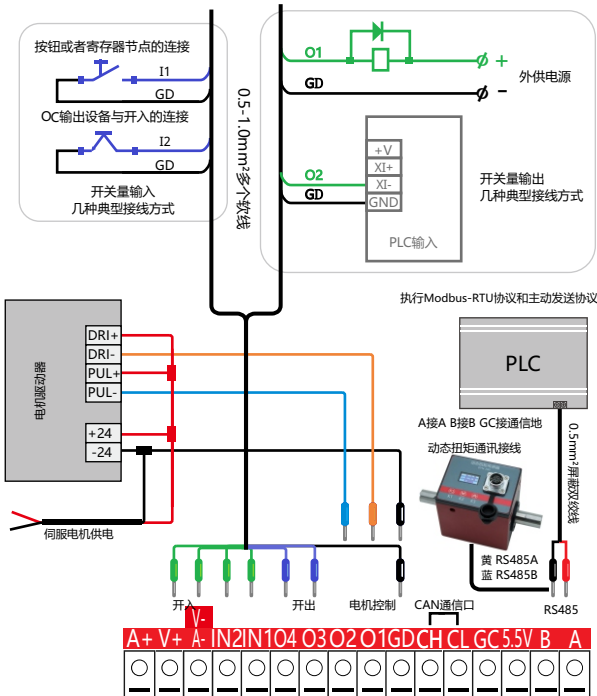 按钮或者寄存器节点的连接
I1
GD
OC输出设备与开入的连接
I2
GD
开关量输入
几种典型接线方式
0.5-1.0mm²多个软线
O1
+
GD
-
外供电源
+V
XI+
O2
XI-
GD
GND
PLC输入
开关量输出
几种典型接线方式
电机驱动器
DRI+
DRI-
PUL+
PUL-
+24
-24
伺服电机供电
执行Modbus-RTU协议和主动发送协议
PLC
A接A B接B GC接通信地
动态扭矩通讯接线
0.5mm²屏蔽双绞线
黄 RS485A
蓝 RS485B
RS485
开入
开出
电机控制
CAN通信口
V-
A+ V+ A- IN2 IN1 O4 O3 O2 O1 GD CH CL GC 5.5V B A